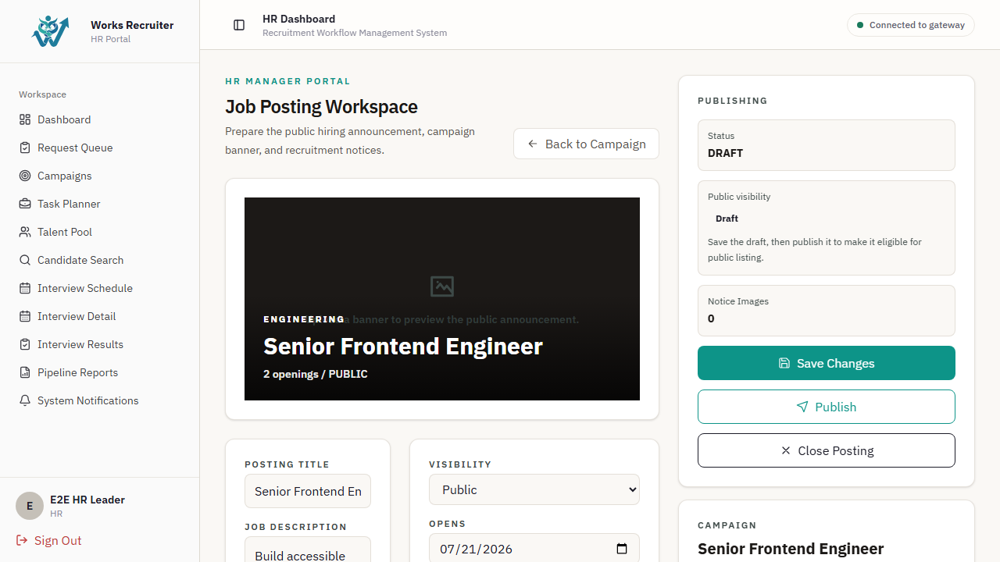 Works Recruiter
HR Portal
Workspace
Dashboard
Request Queue
Campaigns
Task Planner
Talent Pool
Candidate Search
Interview Schedule
Interview Detail
Interview Results
Pipeline Reports
System Notifications
E
E2E HR Leader
HR
Sign Out
HR Dashboard
Recruitment Workflow Management System
Connected to gateway
HR MANAGER PORTAL
Job Posting Workspace
Prepare the public hiring announcement, campaign
banner, and recruitment notices.
Back to Campaign
ENGINEERING
a banner to preview the public announcement.
Senior Frontend Engineer
2 openings / PUBLIC
POSTING TITLE
Senior Frontend En
JOB DESCRIPTION
Build accessible
VISIBILITY
Public
OPENS
07/21/2026
PUBLISHING
Status
DRAFT
Public visibility
Draft
Save the draft, then publish it to make it eligible for
public listing.
Notice Images
0
Save Changes
Publish
Close Posting
CAMPAIGN
Senior Frontend Engineer